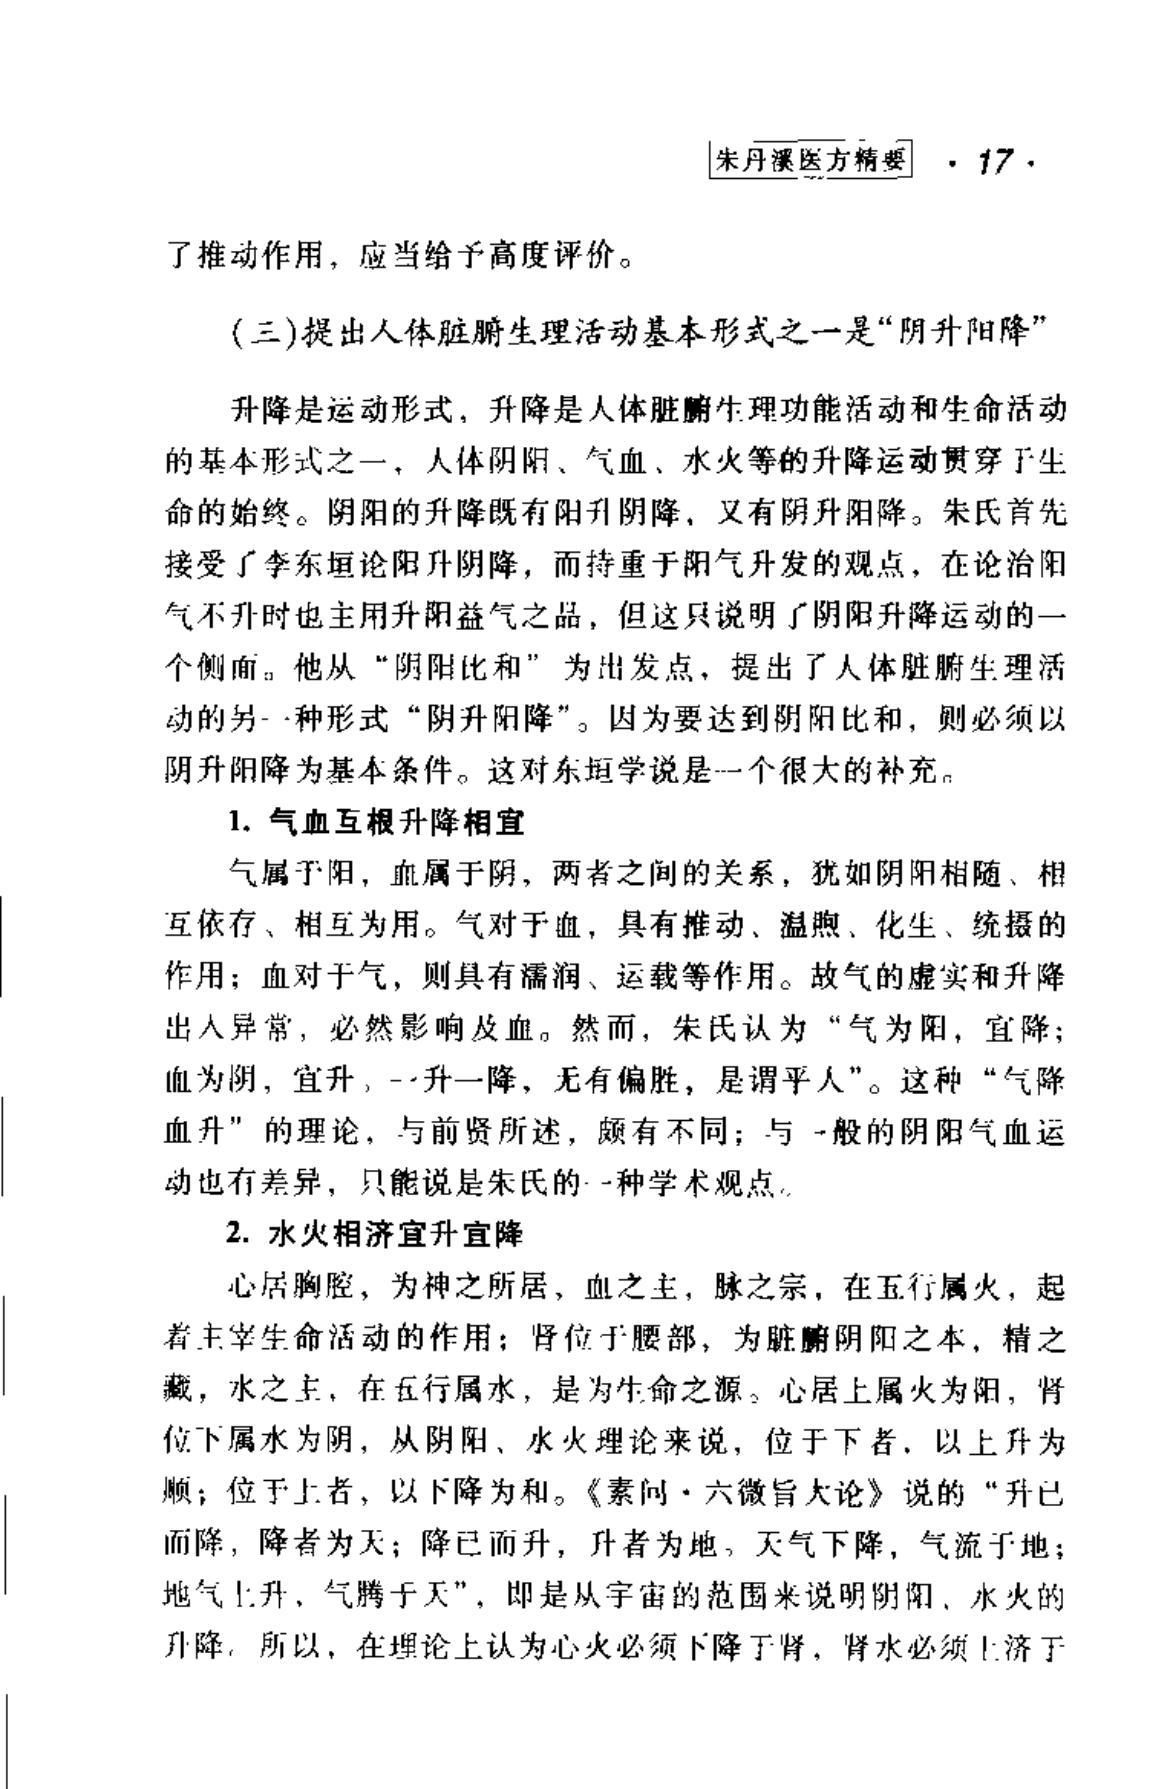 朱丹溪医方精要 · 17 ·
了推动作用，应当给予高度评价。
(三)提出人体脏腑生理活动基本形式之一是“阴升阳降”
升降是运动形式，升降是人体脏腑生理功能活动和生命活动
的基本形式之一，人体阴阳、气血、水火等的升降运动贯穿于生
命的始终。阴阳的升降既有阳升阴降，又有阴升阳降。朱氏首先
接受了李东垣论阳升阴降，而持重于阳气升发的观点，在论治阳
气不升时也主用升阳益气之品，但这只说明了阴阳升降运动的一
个侧面。他从“阴阳比和”为出发点，提出了人体脏腑生理活
动的另一种形式“阴升阳降”。因为要达到阴阳比和，则必须以
阴升阳降为基本条件。这对东垣学说是一个很大的补充。
1. 气血互根升降相宜
气属于阳，血属于阴，两者之间的关系，犹如阴阳相随、相
互依存、相互为用。气对于血，具有推动、温煦、化生、统摄的
作用；血对于气，则具有濡润、运载等作用。故气的虚实和升降
出入异常，必然影响及血。然而，朱氏认为“气为阳，宜降；
血为阴，宜升，一升一降，无有偏胜，是谓平人”。这种“气降
血升”的理论，与前贤所述，颇有不同；与一般的阴阳气血运
动也有差异，只能说是朱氏的一种学术观点。
2. 水火相济宜升宜降
心居胸腔，为神之所居，血之主，脉之宗，在五行属火，起
着主宰生命活动的作用；肾位于腰部，为脏腑阴阳之本，精之
藏，水之主，在五行属水，是为生命之源。心居上属火为阳，肾
位下属水为阴，从阴阳、水火理论来说，位于下者，以上升为
顺；位于上者，以下降为和。《素问·六微旨大论》说的“升已
而降，降者为天；降已而升，升者为地。天气下降，气流于地；
地气上升，气腾于天”，即是从宇宙的范围来说明阴阳、水火的
升降。所以，在理论上认为心火必须下降于肾，肾水必须上济于